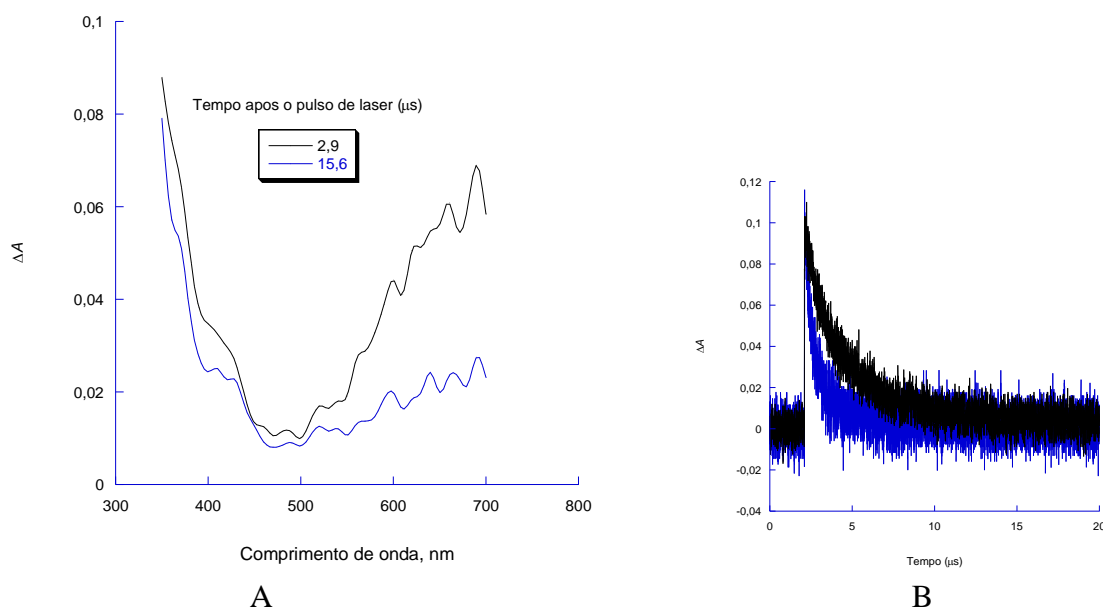 0,1
0,08
0,06
0,04
0,02
0
ΔA
Tempo apos o pulso de laser (μs)
2,9
15,6
300 400 500 600 700 800
Comprimento de onda, nm
A
0,12
0,1
0,08
0,06
0,04
0,02
0
-0,02
-0,04
ΔA
0 5 10 15 20
Tempo (μs)
B